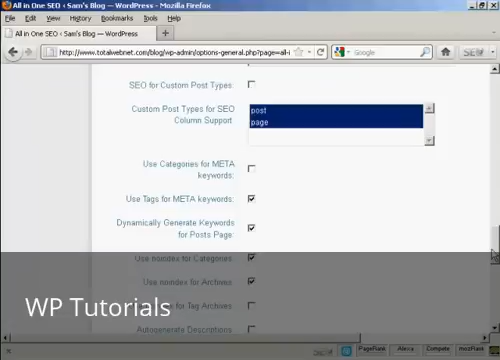 All in One SEO ‹ Sam's Blog — WordPress - Mozilla Firefox
File Edit View History Bookmarks Tools Help
All in One SEO ‹ Sam's Blog — WordPress
http://www.totalwebnet.com/blog/wp-admin/options-general.php?page=all-i
Google
SEO for Custom Post Types:
Custom Post Types for SEO
Column Support:
post
page
Use Categories for META
keywords:
Use Tags for META keywords:
Dynamically Generate Keywords
for Posts Page:
Use noindex for Categories:
Use noindex for Archives:
for Tag Archives:
Autogenerate Descriptions:
WP Tutorials
PageRank Alexa Compete mozRank